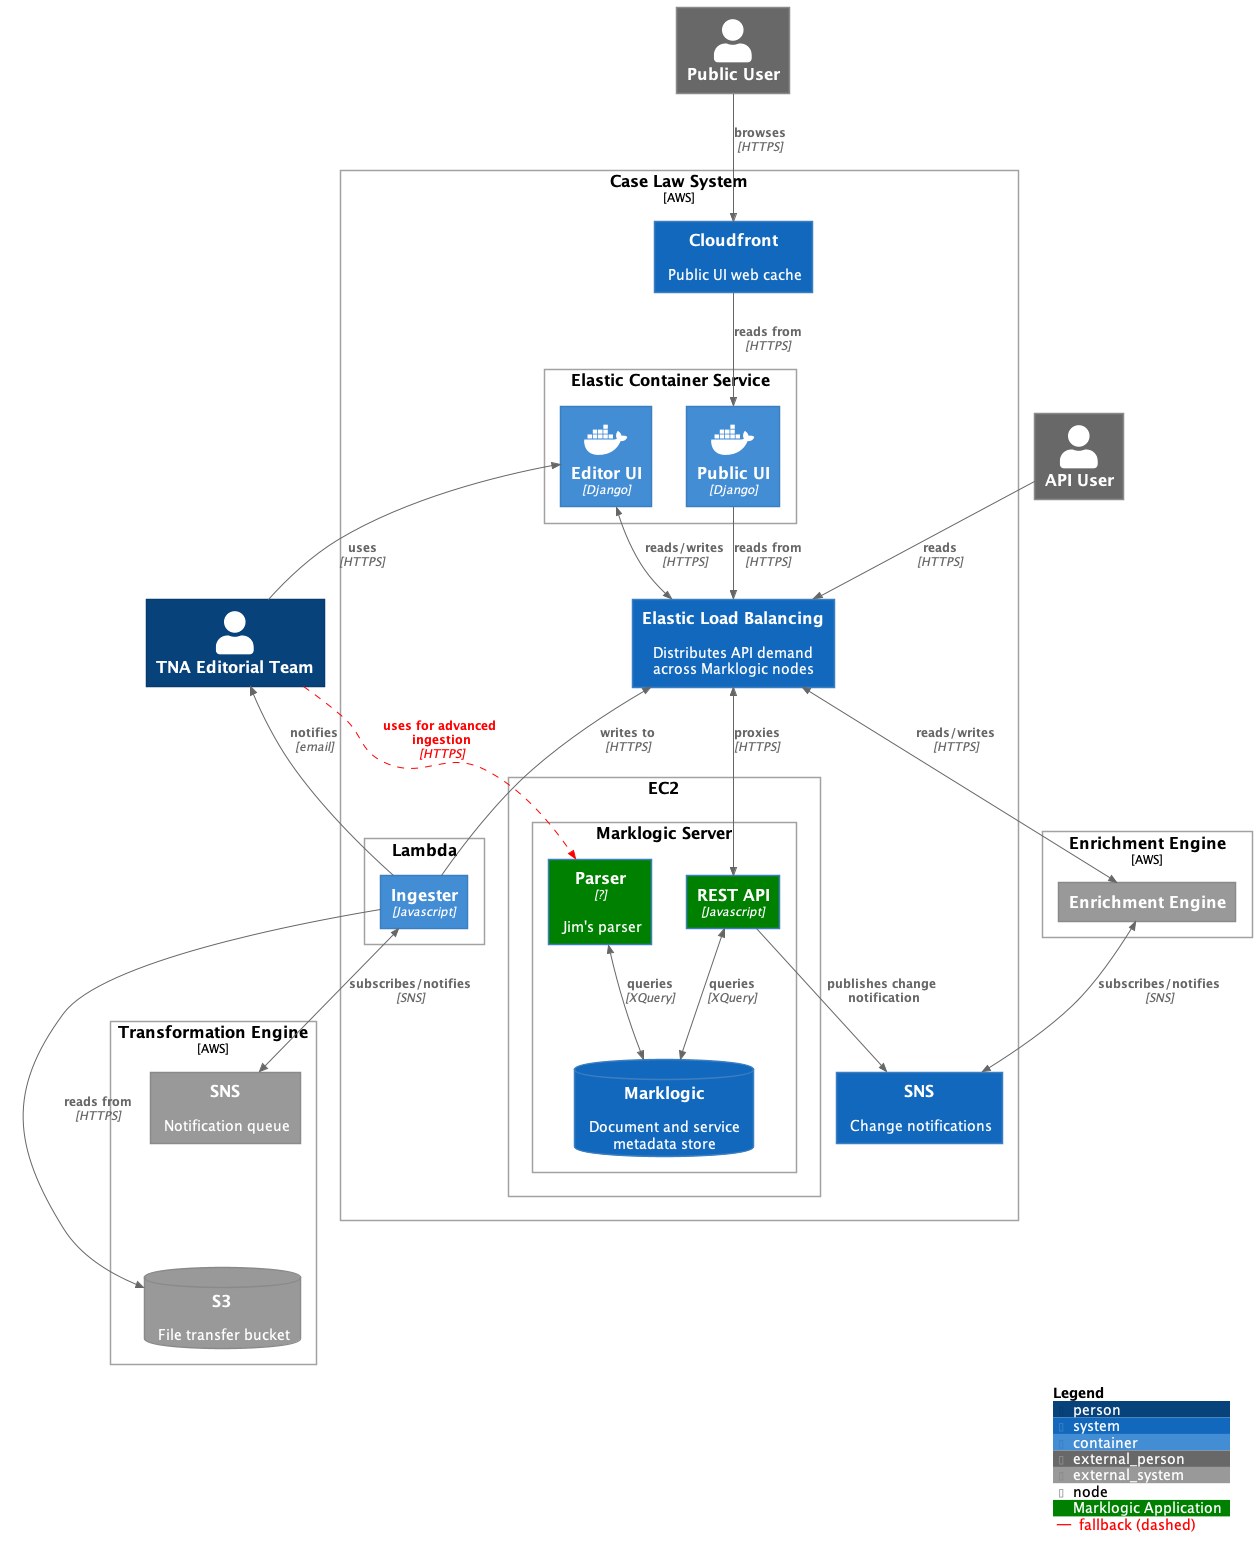 Public User
browses
[HTTPS]
Case Law System
[AWS]
Cloudfront
Public UI web cache
reads from
[HTTPS]
Elastic Container Service
Editor UI
[Django]
Public UI
[Django]
API User
uses
[HTTPS]
reads/writes
[HTTPS]
reads from
[HTTPS]
reads
[HTTPS]
TNA Editorial Team
Elastic Load Balancing
Distributes API demand
across Marklogic nodes
notifies
[email]
uses for advanced
ingestion
[HTTPS]
writes to
[HTTPS]
proxies
[HTTPS]
reads/writes
[HTTPS]
EC2
Marklogic Server
Lambda
Ingester
[Javascript]
Parser
[?]
Jim's parser
REST API
[Javascript]
Enrichment Engine
[AWS]
Enrichment Engine
subscribes/notifies
[SNS]
queries
[XQuery]
queries
[XQuery]
publishes change
notification
subscribes/notifies
[SNS]
Transformation Engine
[AWS]
SNS
Notification queue
reads from
[HTTPS]
Marklogic
Document and service
metadata store
SNS
Change notifications
S3
File transfer bucket
Legend
person
system
container
external_person
external_system
node
Marklogic Application
fallback (dashed)